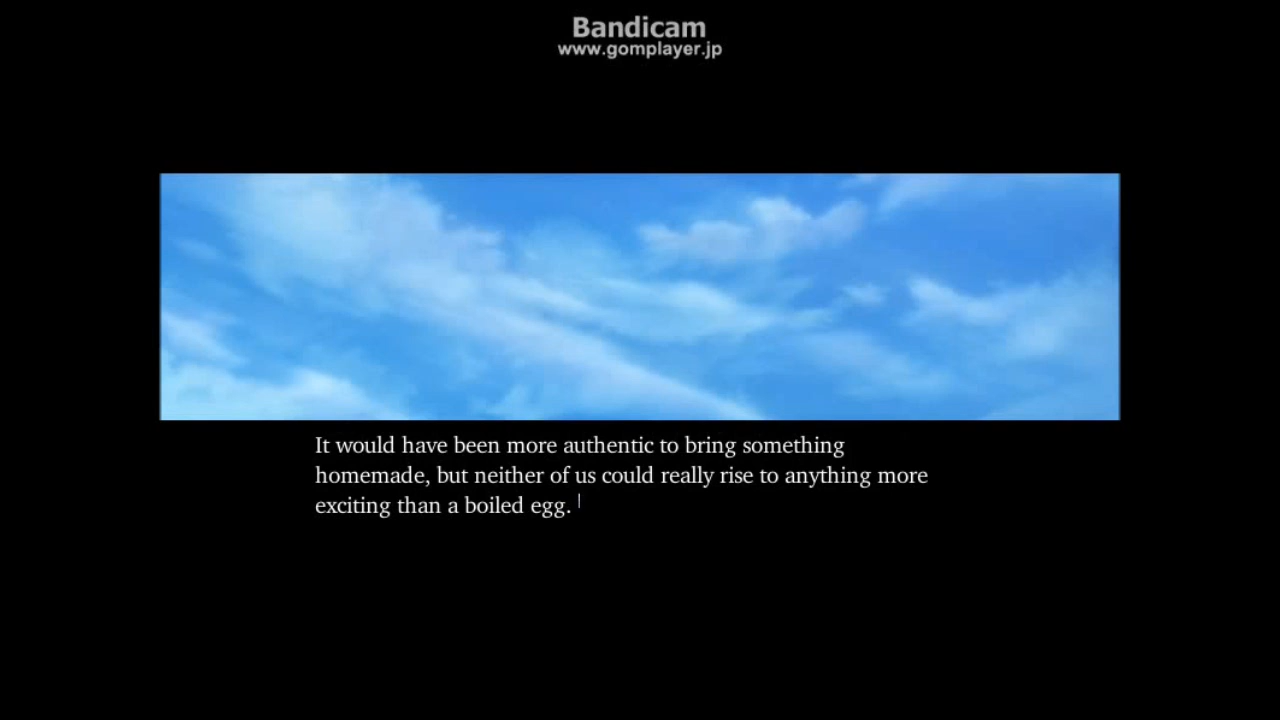 Bandicam
www.gomplayer.jp
It would have been more authentic to bring something
homemade, but neither of us could really rise to anything more
exciting than a boiled egg.